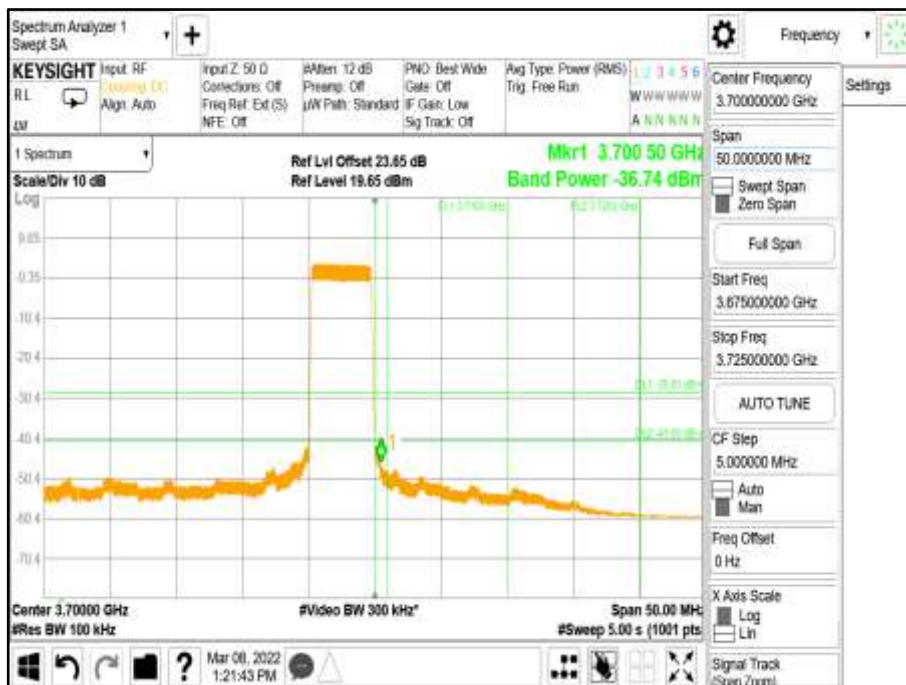 Spectrum Analyzer 1
Swept SA
+
Frequency
KEYSIGHT
RL
Input: RF
Coupling: DC
Align: Auto
Input Z: 50 Ω
Corrections: Off
Freq Ref: Ext (S)
NFE: Off
#Atten: 12 dB
Preamp: Off
µW Path: Standard
PNO: Best Wide
Gate: Off
IF Gain: Low
Sig Track: Off
Avg Type: Power (RMS)
Trig: Free Run
1 2 3 4 5 6
W W W W W W
A N N N N N
1 Spectrum
Scale/Div 10 dB
Log
Ref Lvl Offset 23.65 dB
Ref Level 19.65 dBm
Mkr1 3.700 50 GHz
Band Power -36.74 dBm
9.65
-0.35
-10.4
-20.4
-30.4
-40.4
-50.4
-60.4
-70.4
1
Center 3.70000 GHz
#Res BW 100 kHz
#Video BW 300 kHz*
Span 50.00 MHz
#Sweep 5.00 s (1001 pts)
Mar 08, 2022
1:21:43 PM
?
Center Frequency
3.700000000 GHz
Settings
Span
50.0000000 MHz
Swept Span
Zero Span
Full Span
Start Freq
3.675000000 GHz
Stop Freq
3.725000000 GHz
AUTO TUNE
CF Step
5.000000 MHz
Auto
Man
Freq Offset
0 Hz
X Axis Scale
Log
Lin
Signal Track
(Span Zoom)